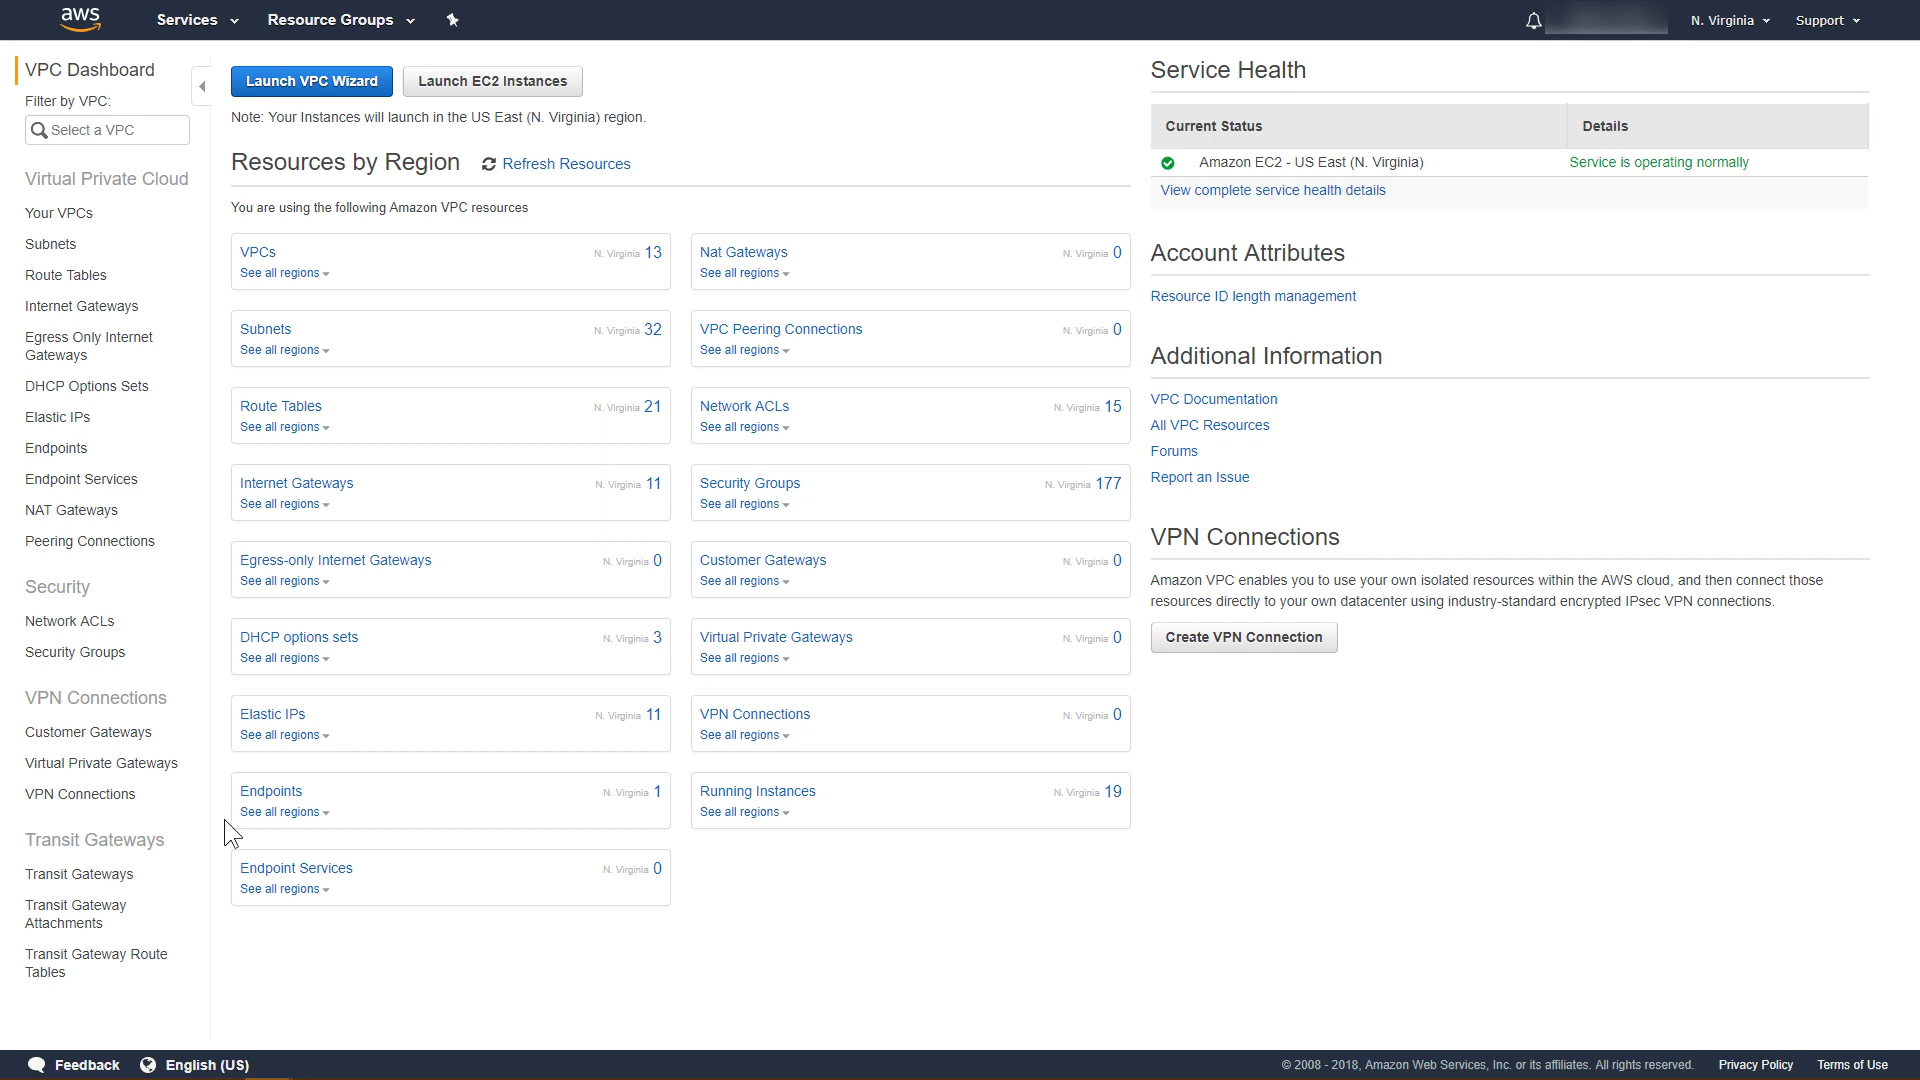 aws
Services
Resource Groups
N. Virginia
Support
VPC Dashboard
Filter by VPC:
Select a VPC
Virtual Private Cloud
Your VPCs
Subnets
Route Tables
Internet Gateways
Egress Only Internet
Gateways
DHCP Options Sets
Elastic IPs
Endpoints
Endpoint Services
NAT Gateways
Peering Connections
Security
Network ACLs
Security Groups
VPN Connections
Customer Gateways
Virtual Private Gateways
VPN Connections
Transit Gateways
Transit Gateways
Transit Gateway
Attachments
Transit Gateway Route
Tables
Launch VPC Wizard
Launch EC2 Instances
Note: Your Instances will launch in the US East (N. Virginia) region.
Resources by Region
Refresh Resources
You are using the following Amazon VPC resources
VPCs N. Virginia 13
See all regions
Nat Gateways N. Virginia 0
See all regions
Subnets N. Virginia 32
See all regions
VPC Peering Connections N. Virginia 0
See all regions
Route Tables N. Virginia 21
See all regions
Network ACLs N. Virginia 15
See all regions
Internet Gateways N. Virginia 11
See all regions
Security Groups N. Virginia 177
See all regions
Egress-only Internet Gateways N. Virginia 0
See all regions
Customer Gateways N. Virginia 0
See all regions
DHCP options sets N. Virginia 3
See all regions
Virtual Private Gateways N. Virginia 0
See all regions
Elastic IPs N. Virginia 11
See all regions
VPN Connections N. Virginia 0
See all regions
Endpoints N. Virginia 1
See all regions
Running Instances N. Virginia 19
See all regions
Endpoint Services N. Virginia 0
See all regions
Service Health
Current Status Details
Amazon EC2 - US East (N. Virginia) Service is operating normally
View complete service health details
Account Attributes
Resource ID length management
Additional Information
VPC Documentation
All VPC Resources
Forums
Report an Issue
VPN Connections
Amazon VPC enables you to use your own isolated resources within the AWS cloud, and then connect those
resources directly to your own datacenter using industry-standard encrypted IPsec VPN connections.
Create VPN Connection
Feedback
English (US)
© 2008 - 2018, Amazon Web Services, Inc. or its affiliates. All rights reserved.
Privacy Policy
Terms of Use